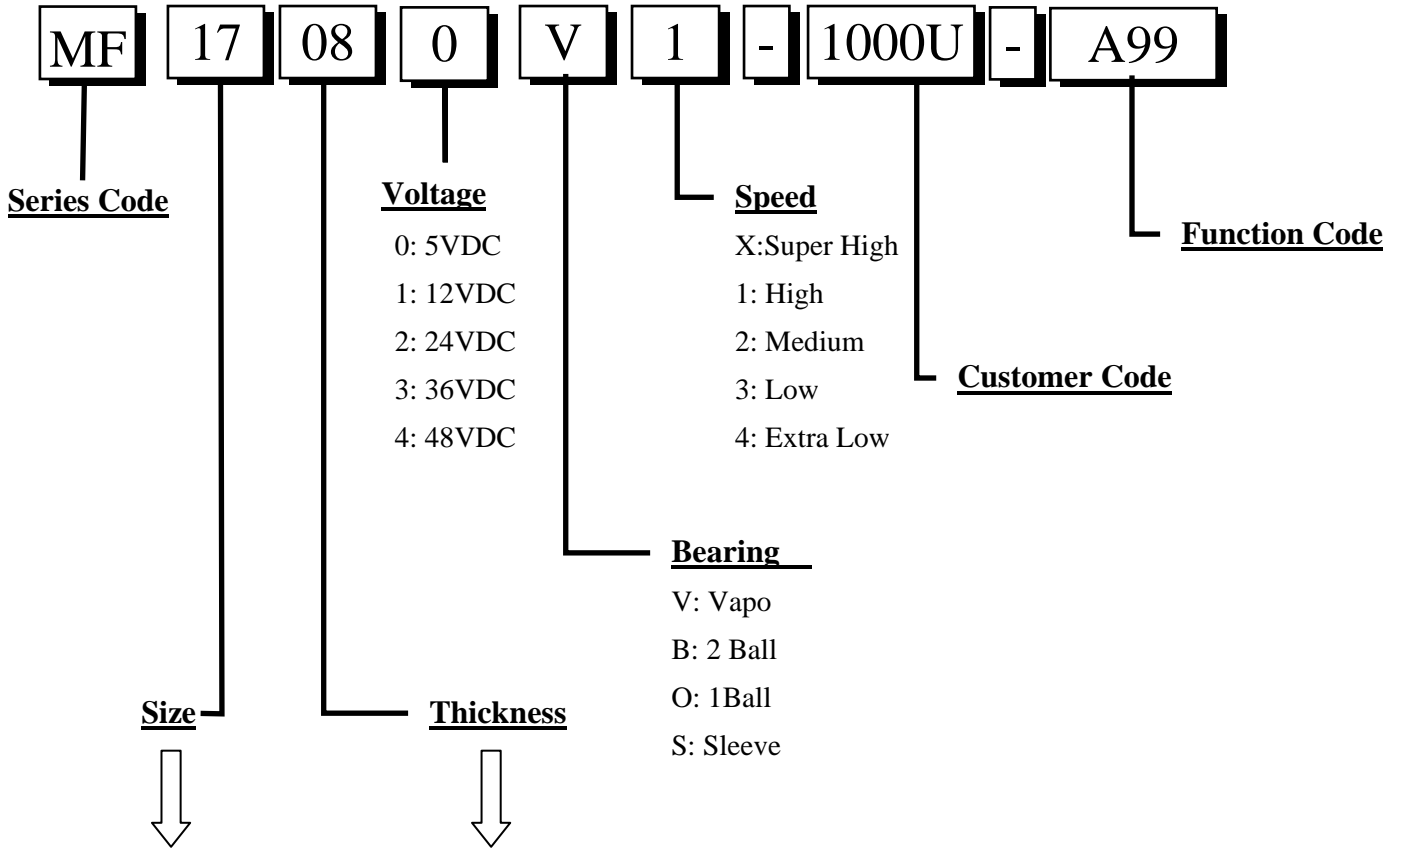 MF 17 08 0 V 1 - 1000U - A99
Series Code
Voltage
0: 5VDC
1: 12VDC
2: 24VDC
3: 36VDC
4: 48VDC
Speed
X:Super High
1: High
2: Medium
3: Low
4: Extra Low
Function Code
Customer Code
Bearing
V: Vapo
B: 2 Ball
O: 1Ball
S: Sleeve
Size
Thickness